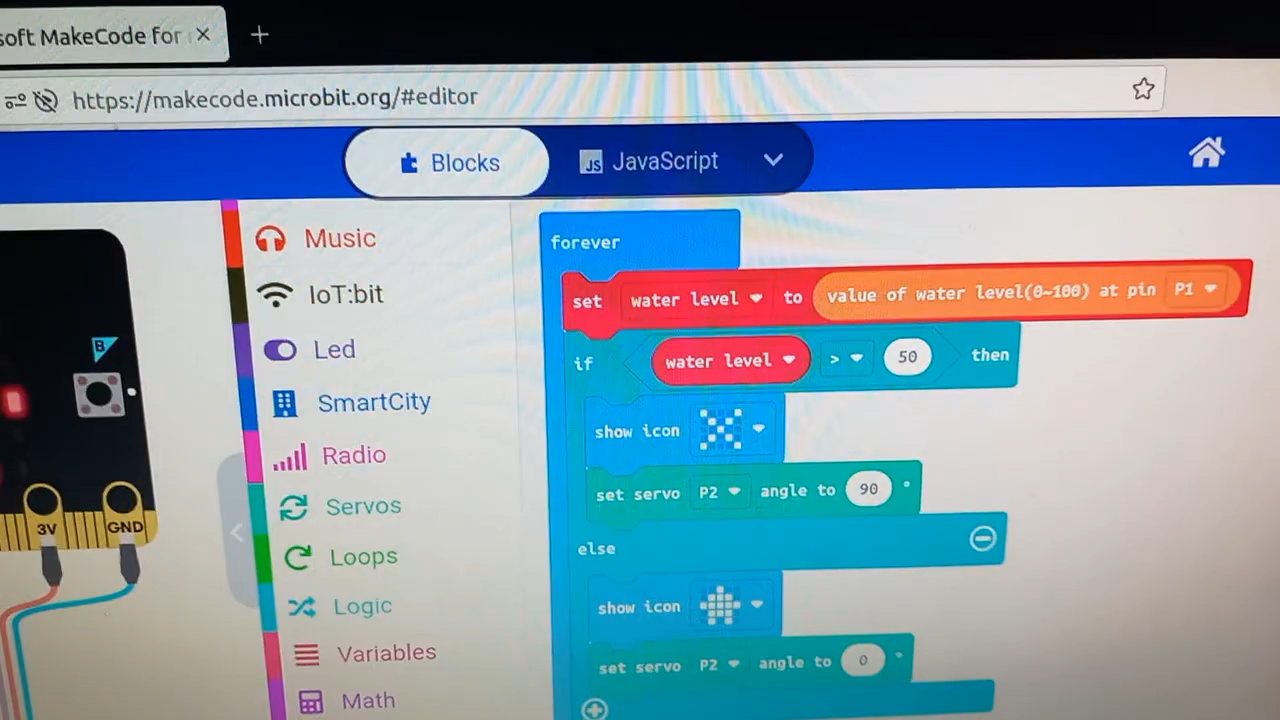 soft MakeCode for
https://makecode.microbit.org/#editor
Blocks
JS JavaScript
Music
IoT:bit
Led
SmartCity
Radio
Servos
Loops
Logic
Variables
Math
B
3V
GND
forever
set water level to value of water level(0~100) at pin P1
if water level > 50 then
show icon
set servo P2 angle to 90 °
else
show icon
set servo P2 angle to 0 °